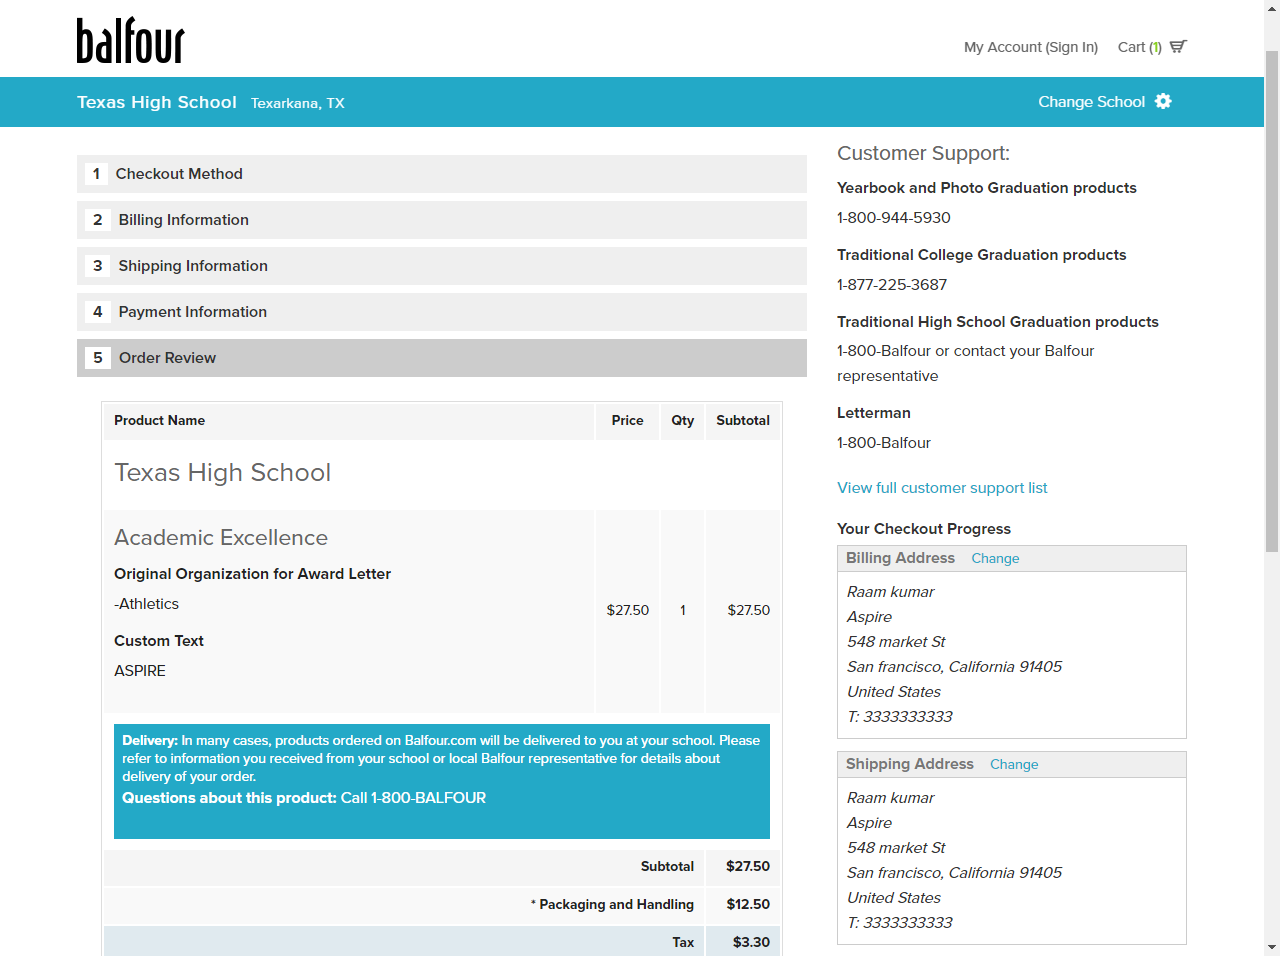 balfour
My Account (Sign In) Cart (1)
Texas High School Texarkana, TX Change School
1 Checkout Method
2 Billing Information
3 Shipping Information
4 Payment Information
5 Order Review
Product Name Price Qty Subtotal
Texas High School
Academic Excellence
Original Organization for Award Letter
-Athletics
Custom Text
ASPIRE
$27.50 1 $27.50
Delivery: In many cases, products ordered on Balfour.com will be delivered to you at your school. Please
refer to information you received from your school or local Balfour representative for details about
delivery of your order.
Questions about this product: Call 1-800-BALFOUR
Subtotal $27.50
* Packaging and Handling $12.50
Tax $3.30
Customer Support:
Yearbook and Photo Graduation products
1-800-944-5930
Traditional College Graduation products
1-877-225-3687
Traditional High School Graduation products
1-800-Balfour or contact your Balfour
representative
Letterman
1-800-Balfour
View full customer support list
Your Checkout Progress
Billing Address Change
Raam kumar
Aspire
548 market St
San francisco, California 91405
United States
T: 3333333333
Shipping Address Change
Raam kumar
Aspire
548 market St
San francisco, California 91405
United States
T: 3333333333